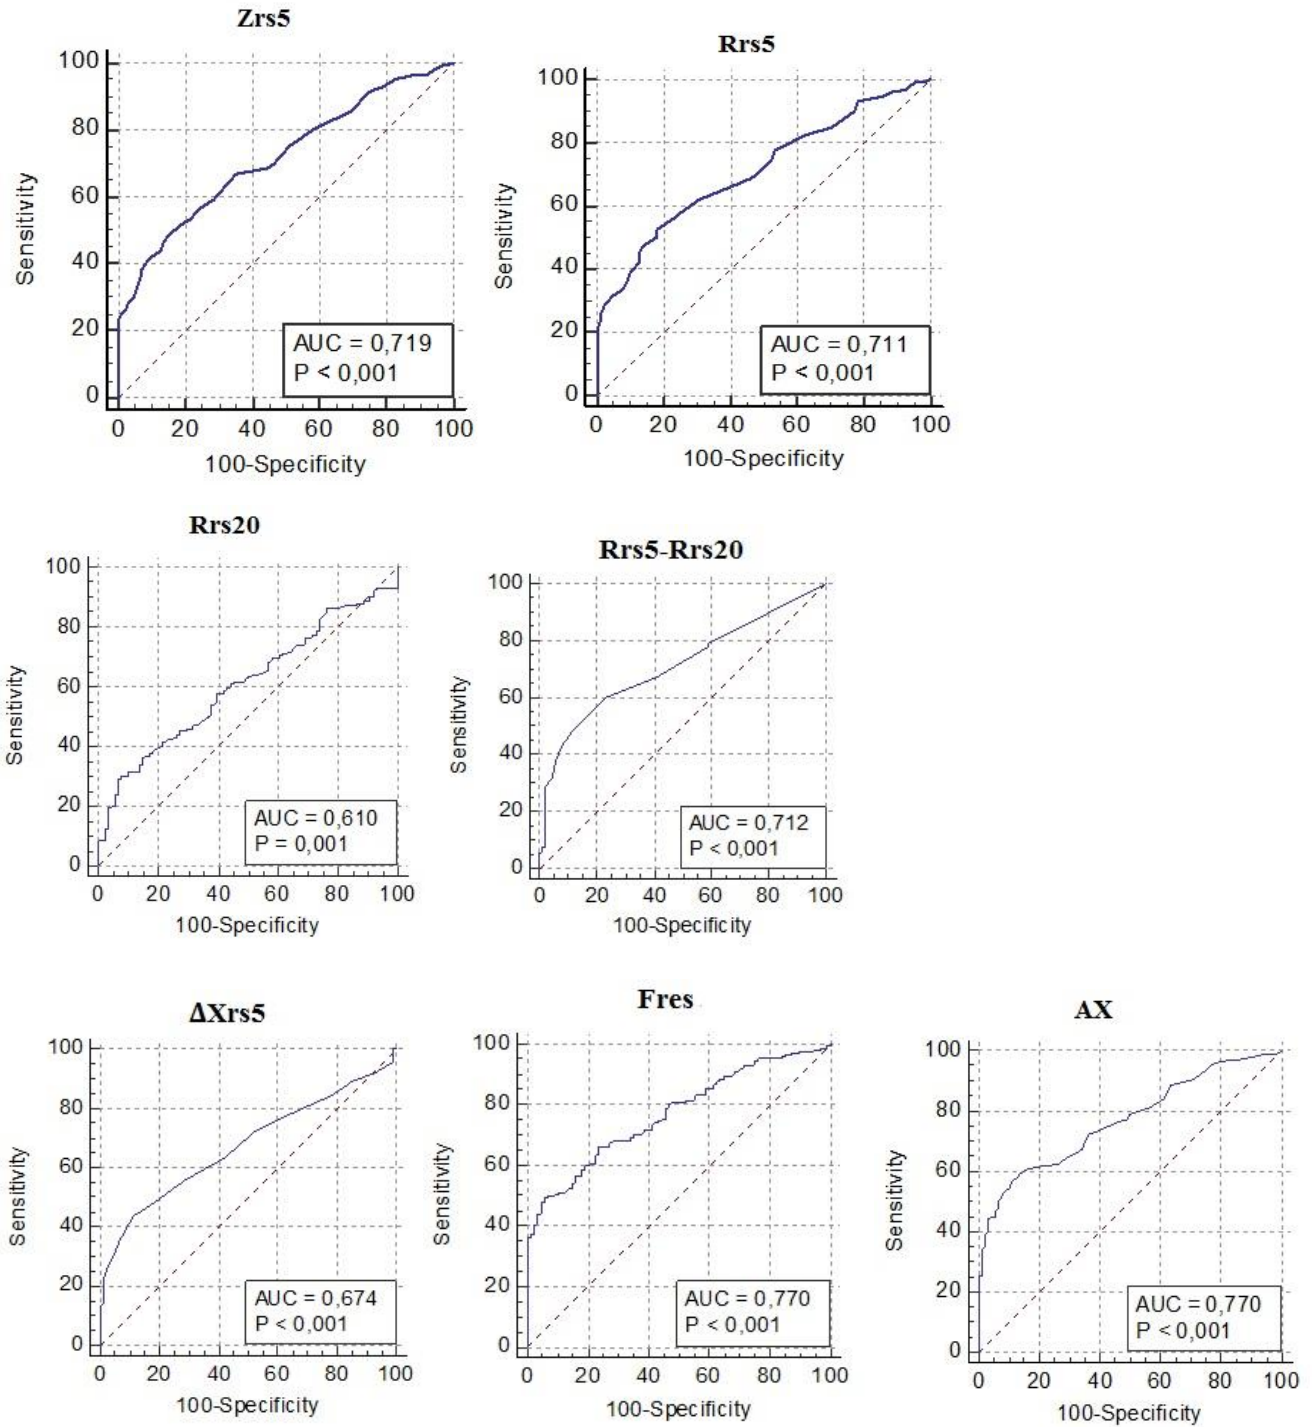 Zrs5
100
80
60
40
20
0
Sensitivity
AUC = 0,719
P < 0,001
0 20 40 60 80 100
100-Specificity
Rrs5
100
80
60
40
20
0
Sensitivity
AUC = 0,711
P < 0,001
0 20 40 60 80 100
100-Specificity
Rrs20
100
80
60
40
20
0
Sensitivity
AUC = 0,610
P = 0,001
0 20 40 60 80 100
100-Specificity
Rrs5-Rrs20
100
80
60
40
20
0
Sensitivity
AUC = 0,712
P < 0,001
0 20 40 60 80 100
100-Specificity
ΔXrs5
100
80
60
40
20
0
Sensitivity
AUC = 0,674
P < 0,001
0 20 40 60 80 100
100-Specificity
Fres
100
80
60
40
20
0
Sensitivity
AUC = 0,770
P < 0,001
0 20 40 60 80 100
100-Specificity
AX
100
80
60
40
20
0
Sensitivity
AUC = 0,770
P < 0,001
0 20 40 60 80 100
100-Specificity